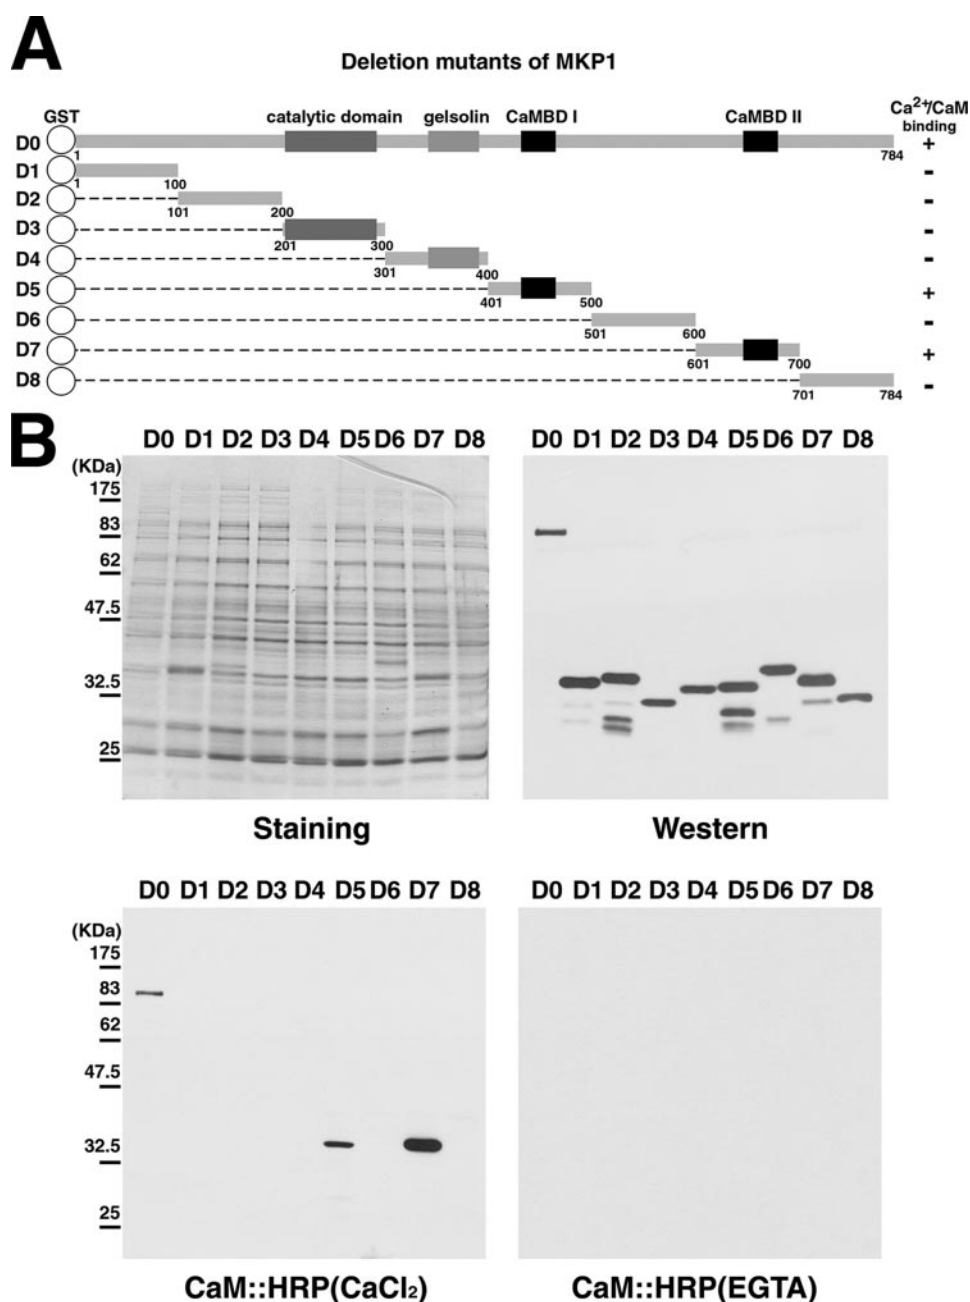 A
Deletion mutants of MKP1
GST catalytic domain gelsolin CaMBD I CaMBD II Ca2+/CaM binding
D0 1 784 +
D1 1 100 -
D2 101 200 -
D3 201 300 -
D4 301 400 -
D5 401 500 +
D6 501 600 -
D7 601 700 +
D8 701 784 -
B
D0 D1 D2 D3 D4 D5 D6 D7 D8
(KDa)
175
83
62
47.5
32.5
25
Staining
D0 D1 D2 D3 D4 D5 D6 D7 D8
Western
D0 D1 D2 D3 D4 D5 D6 D7 D8
(KDa)
175
83
62
47.5
32.5
25
CaM::HRP(CaCl2)
D0 D1 D2 D3 D4 D5 D6 D7 D8
CaM::HRP(EGTA)